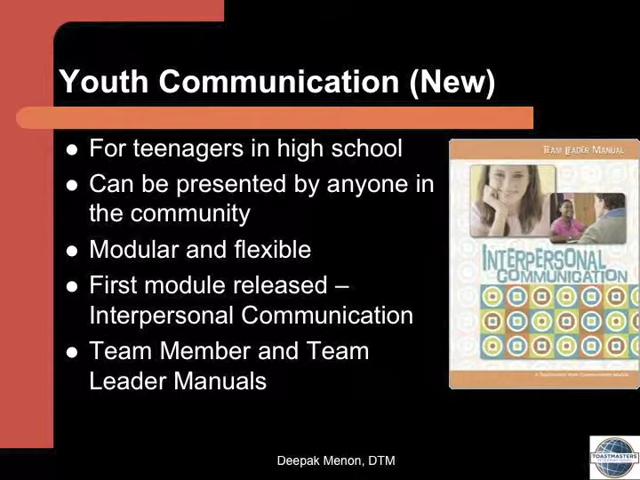 Youth Communication (New)
● For teenagers in high school
● Can be presented by anyone in
the community
● Modular and flexible
● First module released –
Interpersonal Communication
● Team Member and Team
Leader Manuals
TEAM LEADER MANUAL
INTERPERSONAL
COMMUNICATION
Deepak Menon, DTM
TOASTMASTERS
INTERNATIONAL